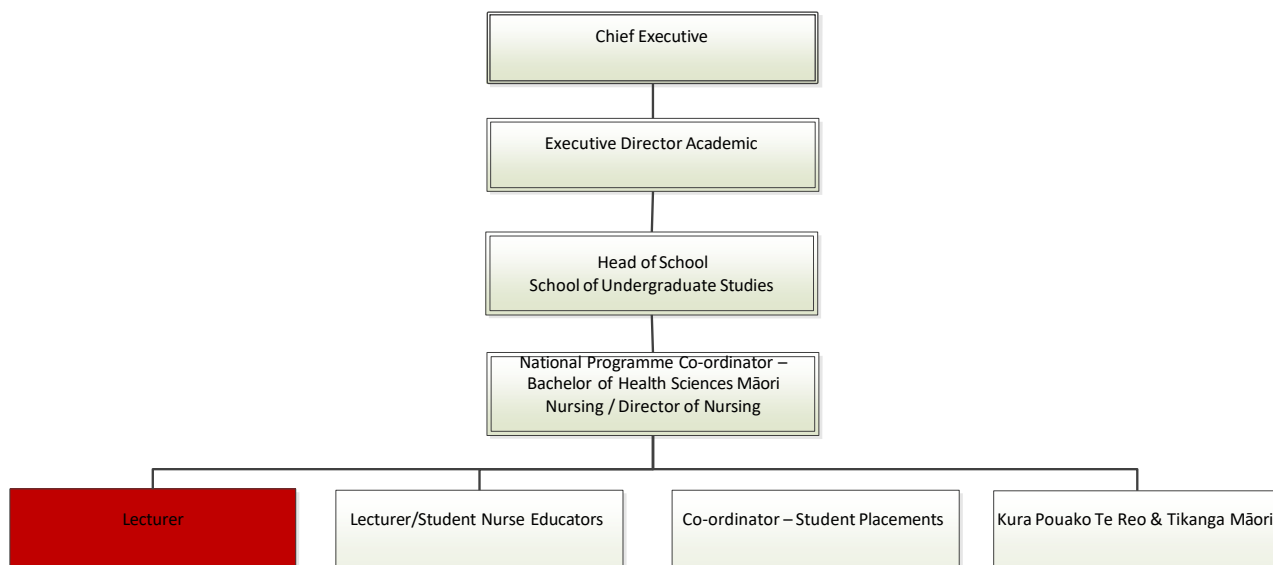 Chief Executive
Executive Director Academic
Head of School
School of Undergraduate Studies
National Programme Co-ordinator –
Bachelor of Health Sciences Māori
Nursing / Director of Nursing
Lecturer
Lecturer/Student Nurse Educators
Co-ordinator – Student Placements
Kura Pouako Te Reo & Tikanga Māori